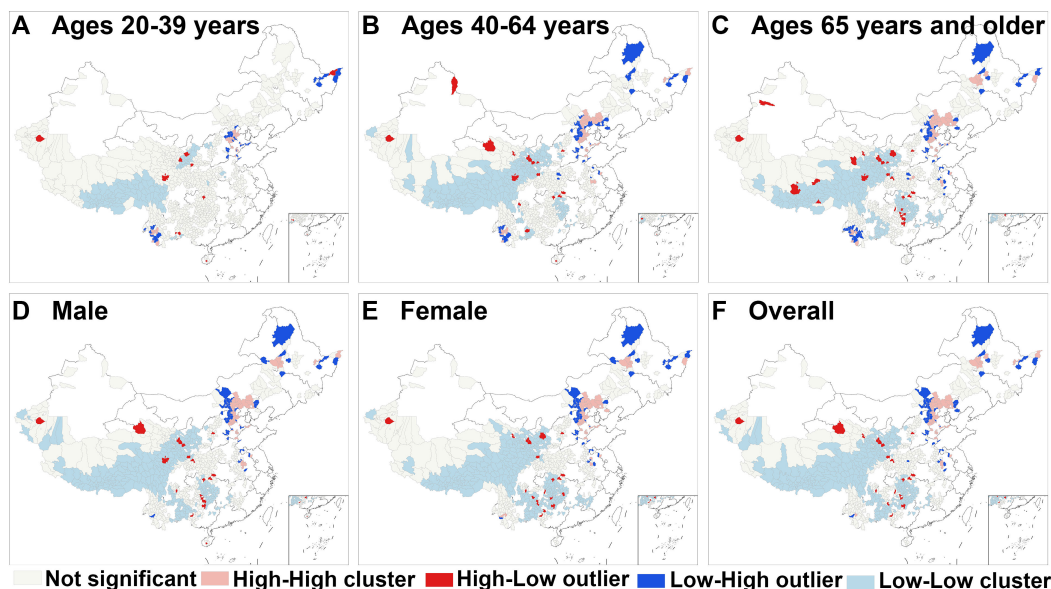 A Ages 20-39 years
B Ages 40-64 years
C Ages 65 years and older
D Male
E Female
F Overall
Not significant
High-High cluster
High-Low outlier
Low-High outlier
Low-Low cluster